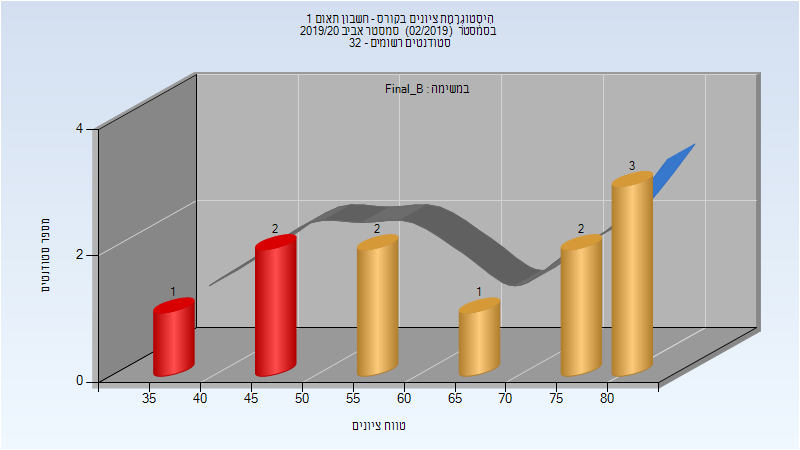 היסטוגרמת ציונים בקורס - חשבון תאום 1
בסמסטר (02/2019) סמסטר אביב 2019/20
סטודנטים רשומים - 32
במשימה : Final_B
מספר סטודנטים
4
2
0
1
2
2
1
2
3
35 40 45 50 55 60 65 70 75 80
טווח ציונים